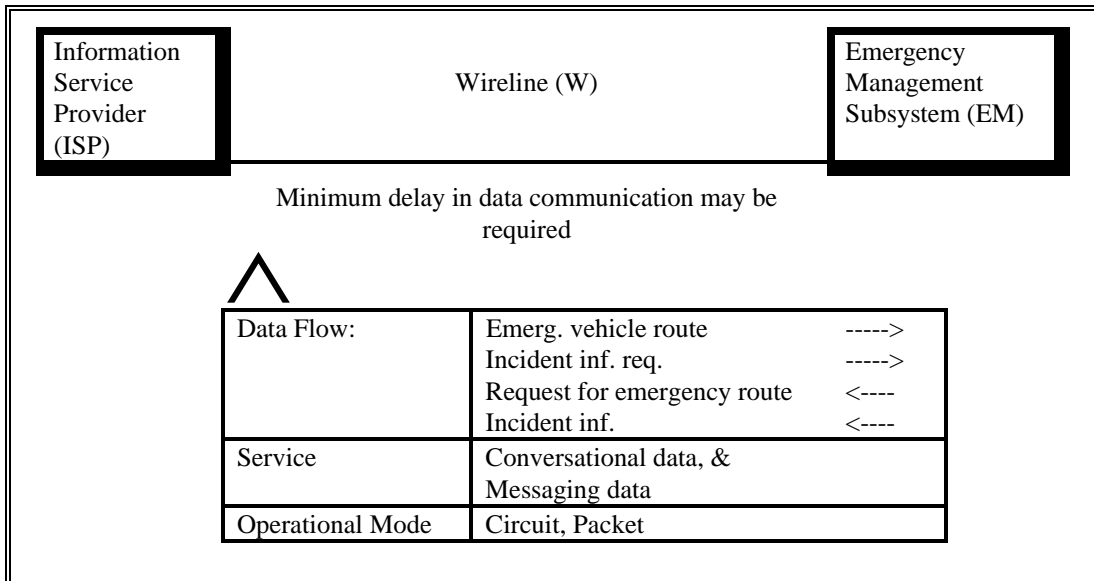 Information
Service
Provider
(ISP)
Wireline (W)
Emergency
Management
Subsystem (EM)
Minimum delay in data communication may be
required
Data Flow:
Emerg. vehicle route ----->
Incident inf. req. ----->
Request for emergency route <----
Incident inf. <----
Service
Conversational data, &
Messaging data
Operational Mode
Circuit, Packet